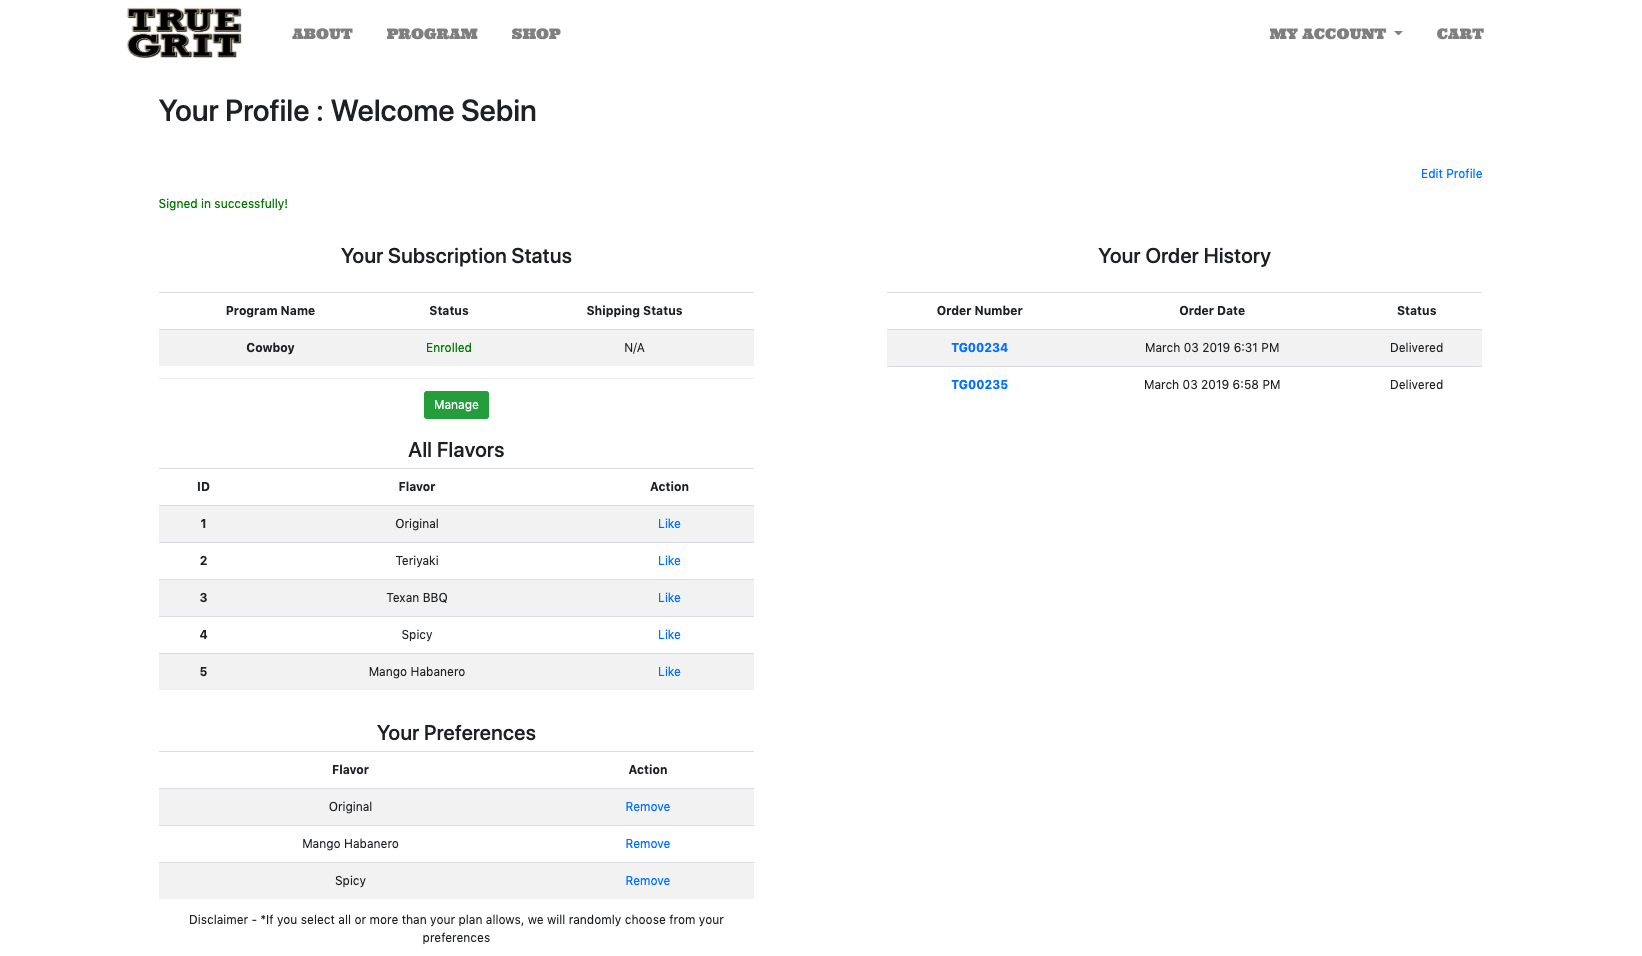 TRUE
GRIT
ABOUT PROGRAM SHOP MY ACCOUNT CART
Your Profile : Welcome Sebin
Edit Profile
Signed in successfully!
Your Subscription Status
Program Name Status Shipping Status
Cowboy Enrolled N/A
Manage
All Flavors
ID Flavor Action
1 Original Like
2 Teriyaki Like
3 Texan BBQ Like
4 Spicy Like
5 Mango Habanero Like
Your Preferences
Flavor Action
Original Remove
Mango Habanero Remove
Spicy Remove
Disclaimer - *If you select all or more than your plan allows, we will randomly choose from your
preferences
Your Order History
Order Number Order Date Status
TG00234 March 03 2019 6:31 PM Delivered
TG00235 March 03 2019 6:58 PM Delivered